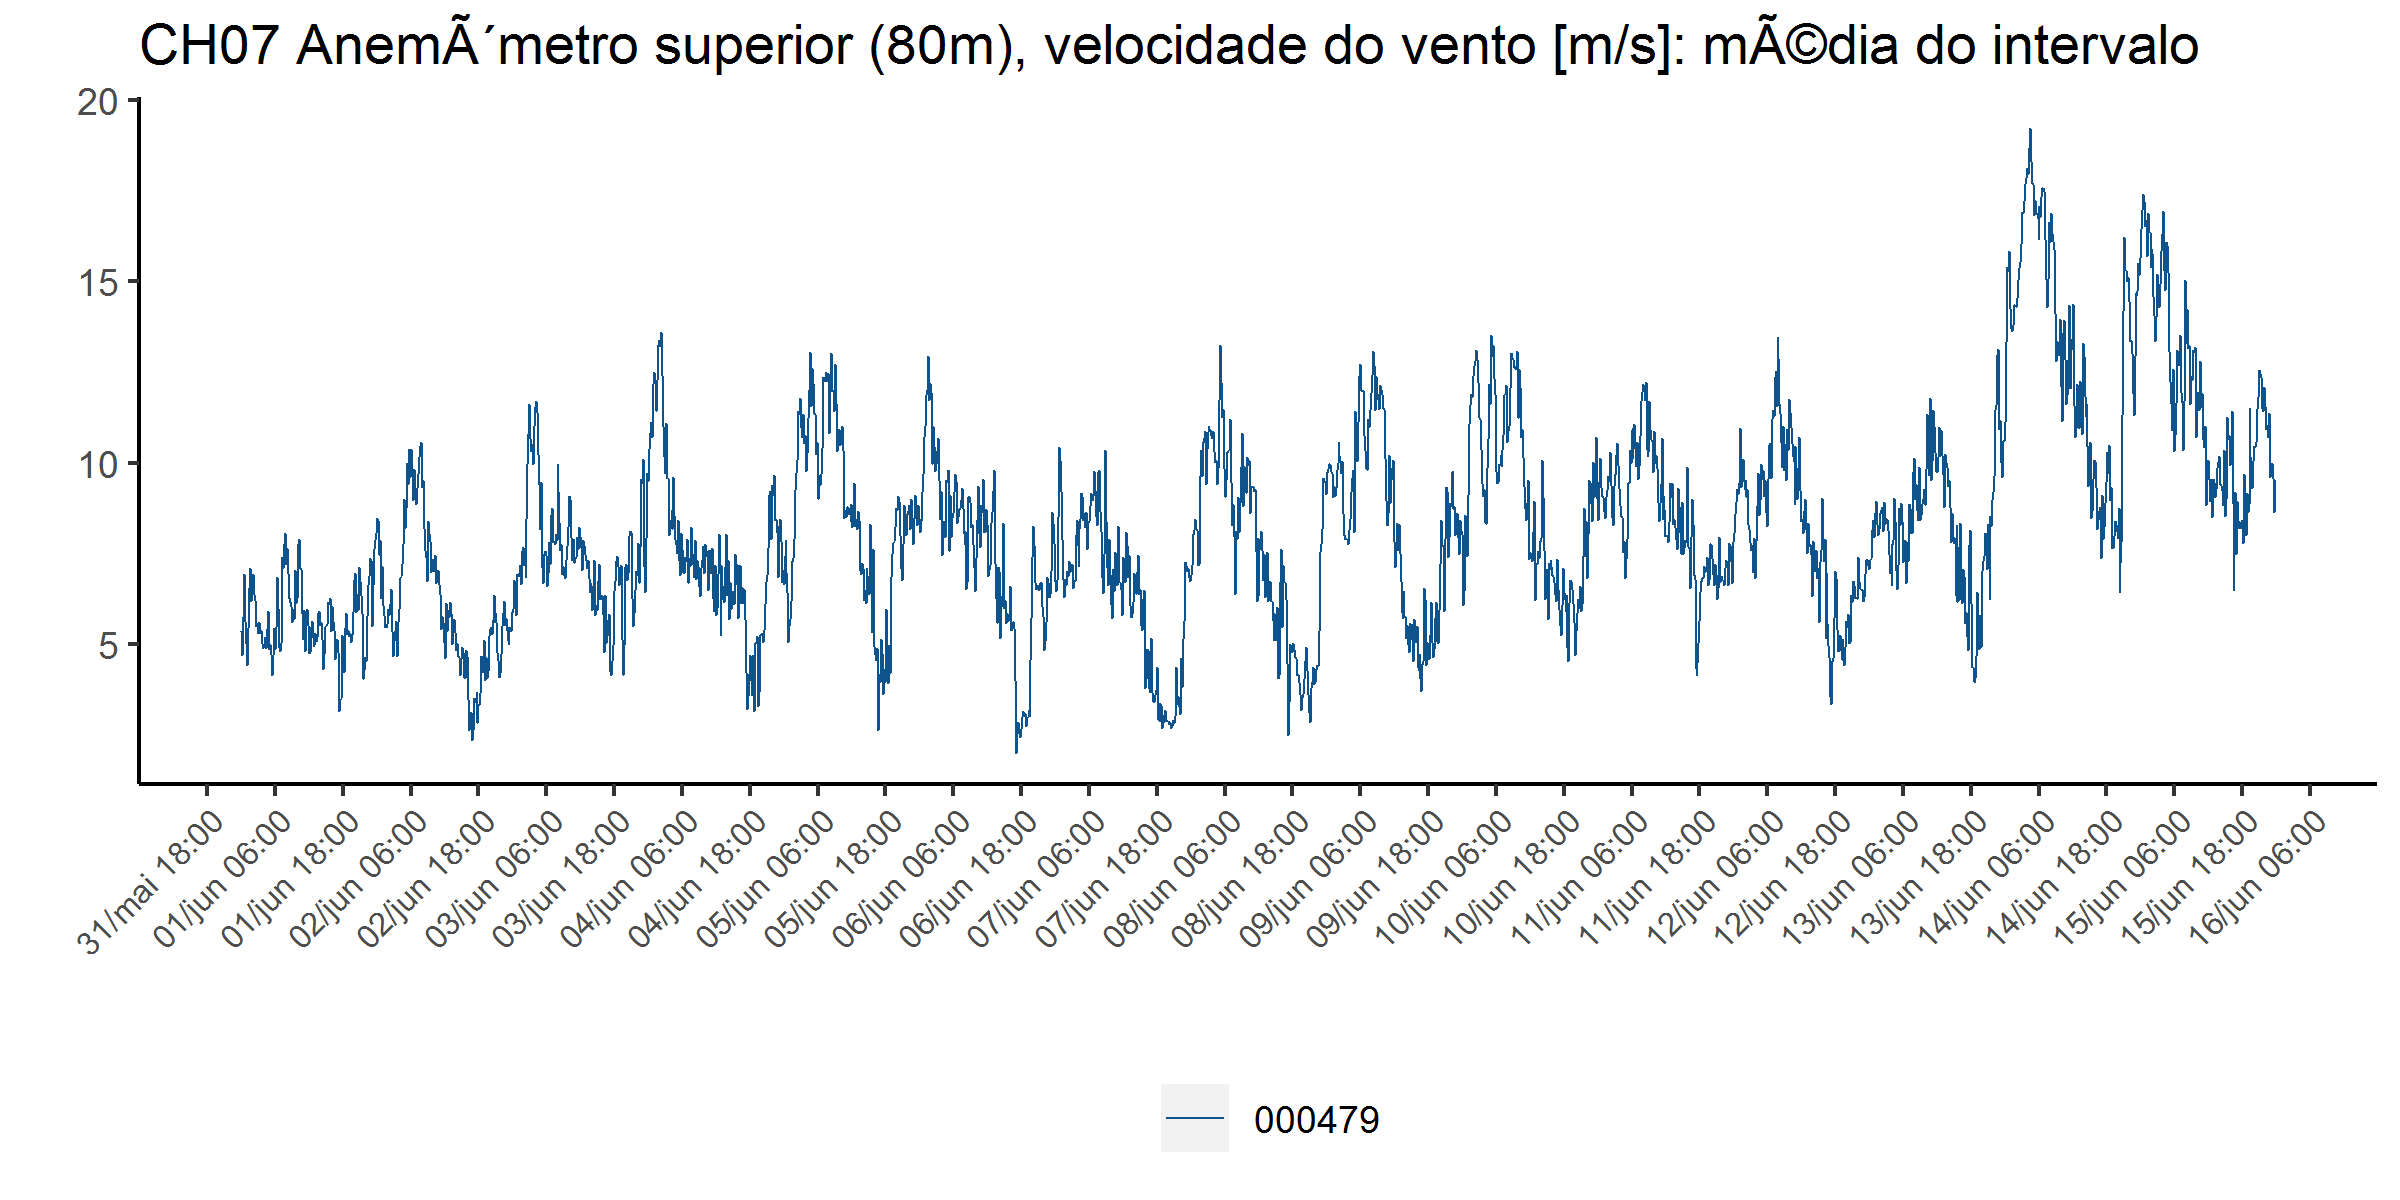 CH07 AnemÃ´metro superior (80m), velocidade do vento [m/s]: mÃ©dia do intervalo
20
15
10
5
31/mai 18:00
01/jun 06:00
01/jun 18:00
02/jun 06:00
02/jun 18:00
03/jun 06:00
03/jun 18:00
04/jun 06:00
04/jun 18:00
05/jun 06:00
05/jun 18:00
06/jun 06:00
06/jun 18:00
07/jun 06:00
07/jun 18:00
08/jun 06:00
08/jun 18:00
09/jun 06:00
09/jun 18:00
10/jun 06:00
10/jun 18:00
11/jun 06:00
11/jun 18:00
12/jun 06:00
12/jun 18:00
13/jun 06:00
13/jun 18:00
14/jun 06:00
14/jun 18:00
15/jun 06:00
15/jun 18:00
16/jun 06:00
000479